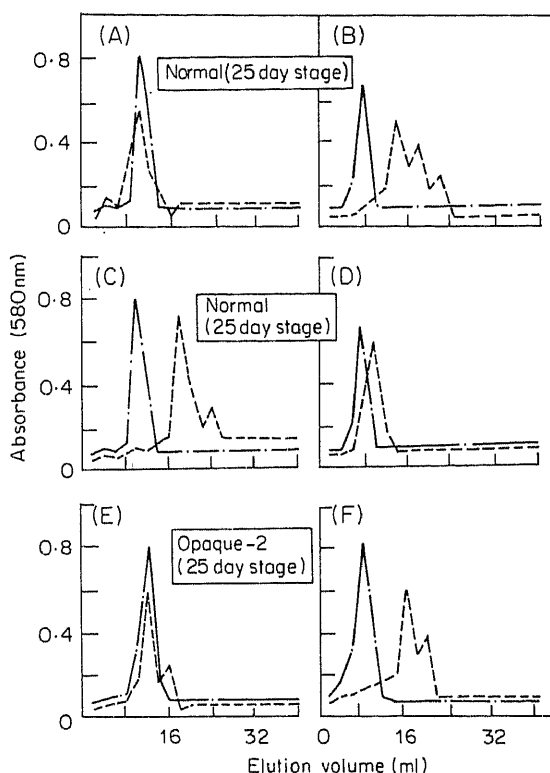 (A)
(B)
Normal (25 day stage)
0·8
0·4
0
(C)
(D)
Normal
(25 day stage)
0·8
0·4
0
Absorbance (580nm)
(E)
(F)
Opaque-2
(25 day stage)
0·8
0·4
0
16
32
0
16
32
Elution volume (ml)